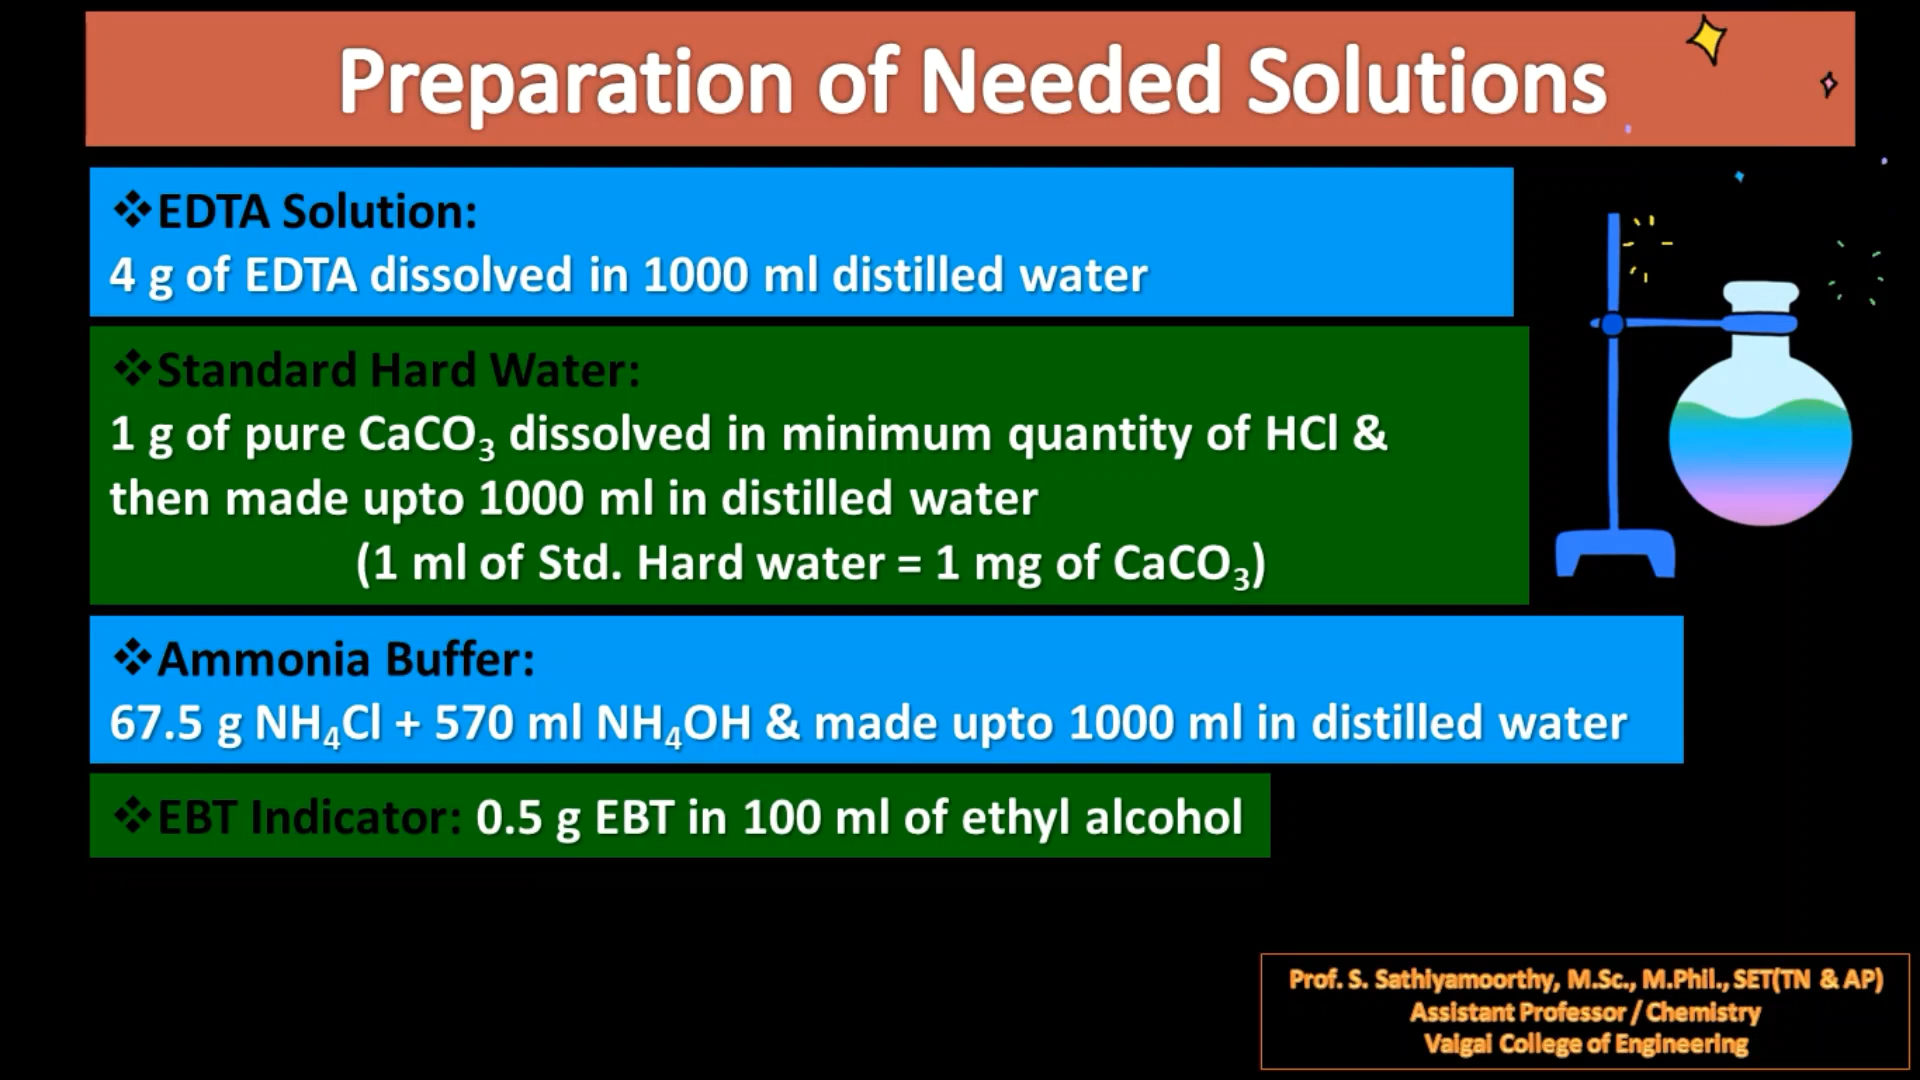 Preparation of Needed Solutions
❖EDTA Solution:
4 g of EDTA dissolved in 1000 ml distilled water
❖Standard Hard Water:
1 g of pure CaCO₃ dissolved in minimum quantity of HCl &
then made upto 1000 ml in distilled water
(1 ml of Std. Hard water = 1 mg of CaCO₃)
❖Ammonia Buffer:
67.5 g NH₄Cl + 570 ml NH₄OH & made upto 1000 ml in distilled water
❖EBT Indicator: 0.5 g EBT in 100 ml of ethyl alcohol
Prof. S. Sathiyamoorthy, M.Sc., M.Phil., SET(TN & AP)
Assistant Professor / Chemistry
Vaigai College of Engineering